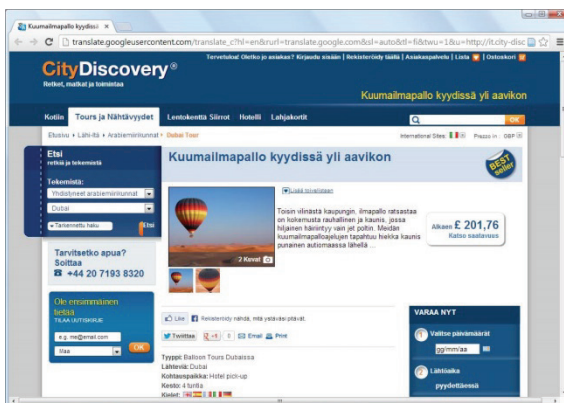 Kuumailmapallo kyydissä
translate.googleusercontent.com/translate_c?hl=en&rurl=translate.google.com&sl=auto&tl=fi&twu=1&u=http://it.city-disc
CityDiscovery®
Retket, matkat ja toimintaa
Tervetuloa! Oletko jo asiakas? Kirjaudu sisään | Rekisteröidy täällä | Asiakaspalvelu | Lista | Ostoskori
Kuumailmapallo kyydissä yli aavikon
Kotiin Tours ja Nähtävyydet Lentokenttä Siirrot Hotelli Lahjakortit OK
Etusivu Lähi-Itä Arabiemiirikunnat Dubai Tour
International Sites: Prezzo in : GBP
Etsi
retkiä ja tekemistä
Tekemistä:
Yhdistyneet arabiemiirikunnat
Dubai
Tarkennettu haku Etsi
Tarvitsetko apua?
Soittaa
+44 20 7193 8320
Ole ensimmäinen
tietää
TILAA UUTISKIRJE
e.g. me@email.com
Maa OK
Kuumailmapallo kyydissä yli aavikon
BEST
seller
Lisää toivelistaan
2 Kuvat
Toisin vilinästä kaupungin, ilmapallo ratsastaa
on kokemusta rauhallinen ja kaunis, jossa
hiljainen häiriintyy vain jet poltin. Meidän
kuumailmapalloajelujen tapahtuu hiekka kaunis
punainen autiomaassa lähellä ...
Alkaen £ 201,76
Katso saatavuus
Like Rekisteröidy nähdä, mitä ystäväsi pitävät.
Twiittaa +1 0 Email Print
Tyyppi: Balloon Tours Dubaissa
Lähteviä: Dubai
Kohtauspaikka: Hotel pick-up
Kesto: 4 tuntia
Kielet:
VARAA NYT
1 Valitse päivämäärät
gg/mm/aa
2 Lähtöaika
pyydettäessä